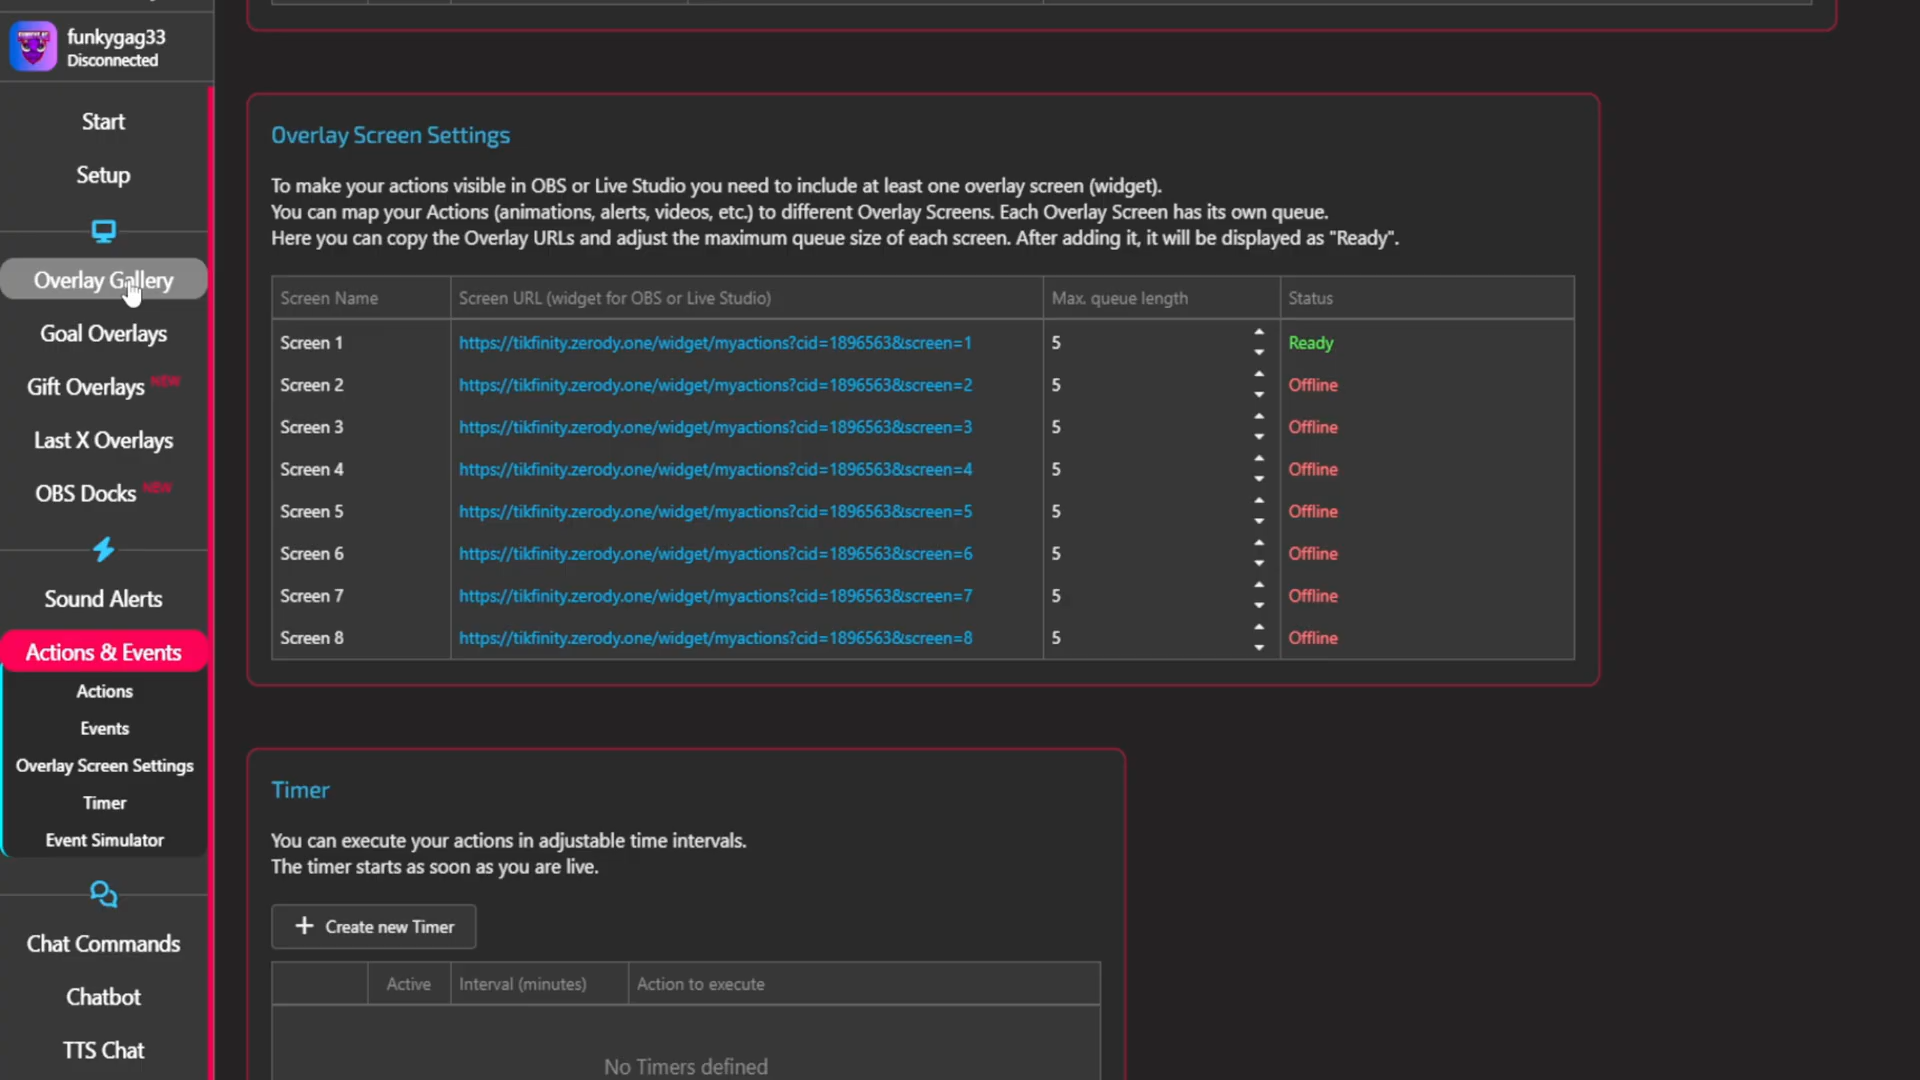 funkygag33
Disconnected
Start
Setup
Overlay Gallery
Goal Overlays
Gift Overlays NEW
Last X Overlays
OBS Docks NEW
Sound Alerts
Actions & Events
Actions
Events
Overlay Screen Settings
Timer
Event Simulator
Chat Commands
Chatbot
TTS Chat
Overlay Screen Settings
To make your actions visible in OBS or Live Studio you need to include at least one overlay screen (widget).
You can map your Actions (animations, alerts, videos, etc.) to different Overlay Screens. Each Overlay Screen has its own queue.
Here you can copy the Overlay URLs and adjust the maximum queue size of each screen. After adding it, it will be displayed as "Ready".
Screen Name Screen URL (widget for OBS or Live Studio) Max. queue length Status
Screen 1 https://tikfinity.zerody.one/widget/myactions?cid=1896563&screen=1 5 Ready
Screen 2 https://tikfinity.zerody.one/widget/myactions?cid=1896563&screen=2 5 Offline
Screen 3 https://tikfinity.zerody.one/widget/myactions?cid=1896563&screen=3 5 Offline
Screen 4 https://tikfinity.zerody.one/widget/myactions?cid=1896563&screen=4 5 Offline
Screen 5 https://tikfinity.zerody.one/widget/myactions?cid=1896563&screen=5 5 Offline
Screen 6 https://tikfinity.zerody.one/widget/myactions?cid=1896563&screen=6 5 Offline
Screen 7 https://tikfinity.zerody.one/widget/myactions?cid=1896563&screen=7 5 Offline
Screen 8 https://tikfinity.zerody.one/widget/myactions?cid=1896563&screen=8 5 Offline
Timer
You can execute your actions in adjustable time intervals.
The timer starts as soon as you are live.
+ Create new Timer
Active Interval (minutes) Action to execute
No Timers defined